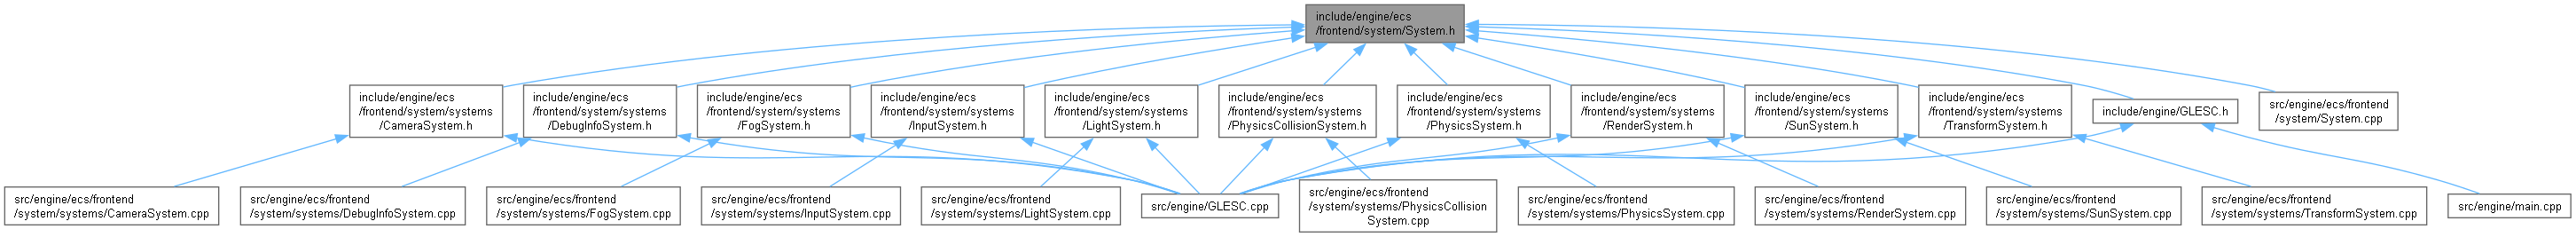 include/engine/ecs
/frontend/system/System.h
include/engine/ecs
/frontend/system/systems
/CameraSystem.h
include/engine/ecs
/frontend/system/systems
/DebugInfoSystem.h
include/engine/ecs
/frontend/system/systems
/FogSystem.h
include/engine/ecs
/frontend/system/systems
/InputSystem.h
include/engine/ecs
/frontend/system/systems
/LightSystem.h
include/engine/ecs
/frontend/system/systems
/PhysicsCollisionSystem.h
include/engine/ecs
/frontend/system/systems
/PhysicsSystem.h
include/engine/ecs
/frontend/system/systems
/RenderSystem.h
include/engine/ecs
/frontend/system/systems
/SunSystem.h
include/engine/ecs
/frontend/system/systems
/TransformSystem.h
include/engine/GLESC.h
src/engine/ecs/frontend
/system/System.cpp
src/engine/ecs/frontend
/system/systems/CameraSystem.cpp
src/engine/ecs/frontend
/system/systems/DebugInfoSystem.cpp
src/engine/ecs/frontend
/system/systems/FogSystem.cpp
src/engine/ecs/frontend
/system/systems/InputSystem.cpp
src/engine/ecs/frontend
/system/systems/LightSystem.cpp
src/engine/GLESC.cpp
src/engine/ecs/frontend
/system/systems/PhysicsCollision
System.cpp
src/engine/ecs/frontend
/system/systems/PhysicsSystem.cpp
src/engine/ecs/frontend
/system/systems/RenderSystem.cpp
src/engine/ecs/frontend
/system/systems/SunSystem.cpp
src/engine/ecs/frontend
/system/systems/TransformSystem.cpp
src/engine/main.cpp